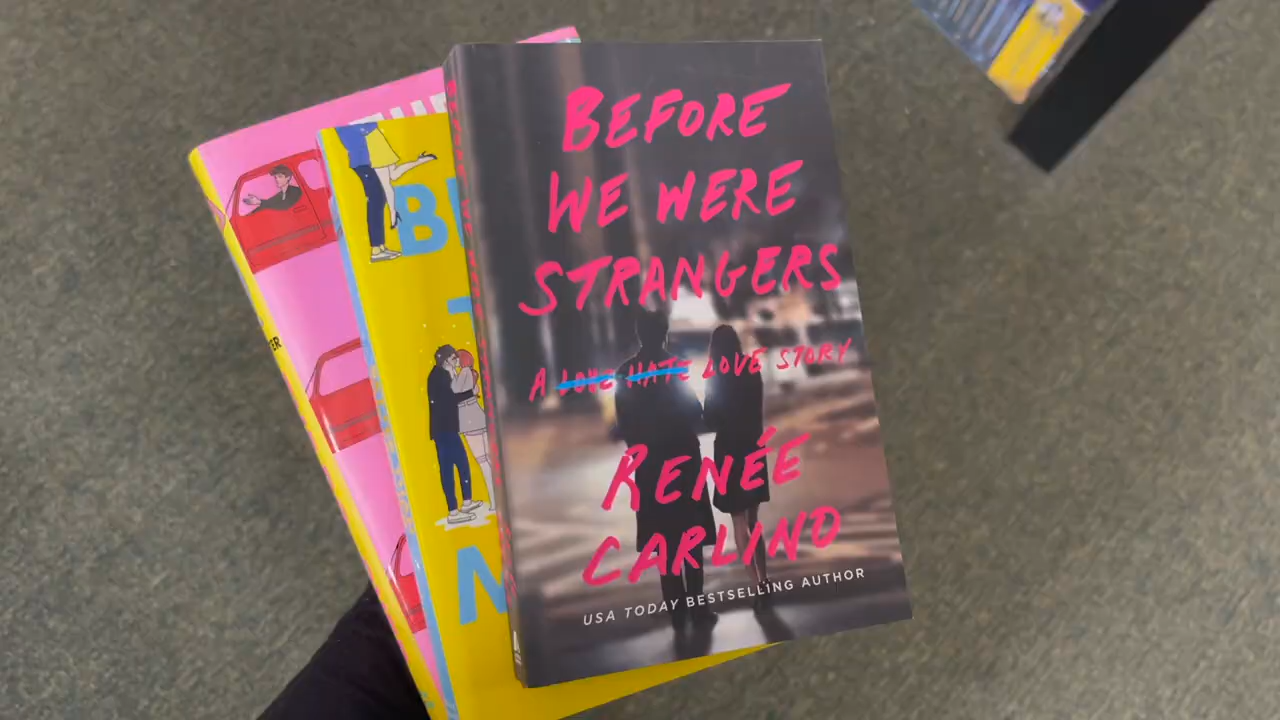 BEFORE
WE WERE
STRANGERS
A LOVE HATE LOVE STORY
RENÉE
CARLINO
USA TODAY BESTSELLING AUTHOR